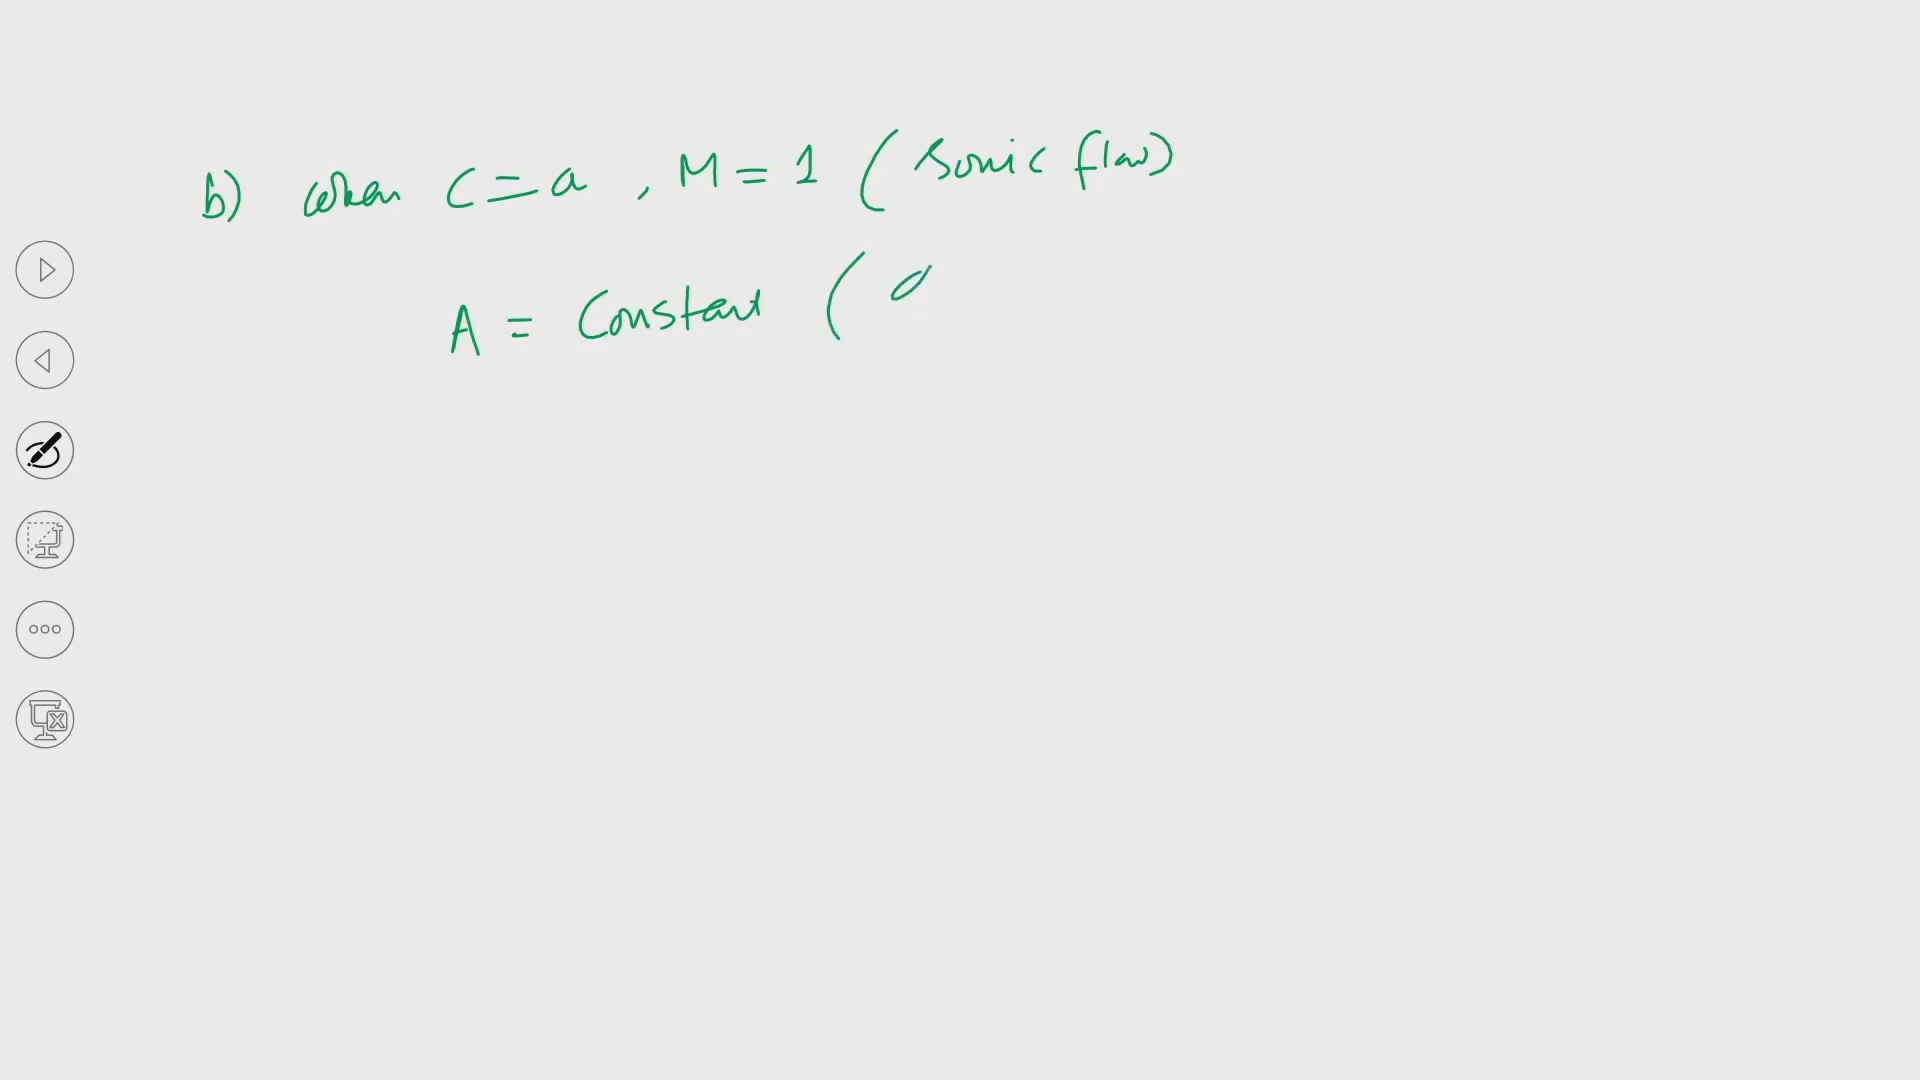 b) when C = a , M = 1 ( Sonic flow)
A = Constant (